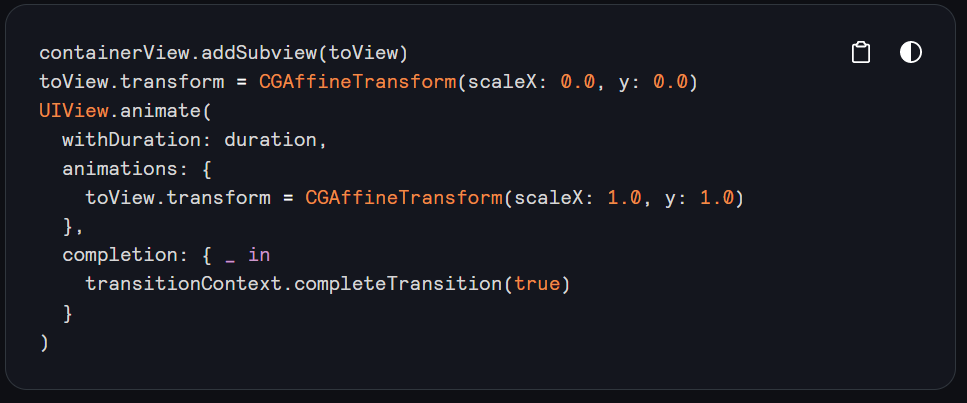 containerView.addSubview(toView)
toView.transform = CGAffineTransform(scaleX: 0.0, y: 0.0)
UIView.animate(
  withDuration: duration,
  animations: {
    toView.transform = CGAffineTransform(scaleX: 1.0, y: 1.0)
  },
  completion: { _ in
    transitionContext.completeTransition(true)
  }
)